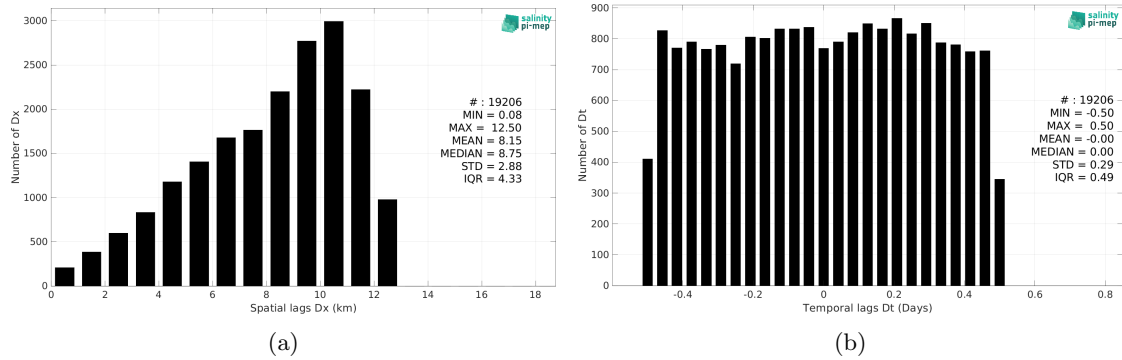 salinity
pi-mep
3000
2500
2000
1500
1000
500
0
Number of Dx
# : 19206
MIN = 0.08
MAX = 12.50
MEAN = 8.15
MEDIAN = 8.75
STD = 2.88
IQR = 4.33
0 2 4 6 8 10 12 14 16 18
Spatial lags Dx (km)
(a)
salinity
pi-mep
900
800
700
600
500
400
300
200
100
0
Number of Dt
# : 19206
MIN = -0.50
MAX = 0.50
MEAN = -0.00
MEDIAN = 0.00
STD = 0.29
IQR = 0.49
-0.4 -0.2 0 0.2 0.4 0.6 0.8
Temporal lags Dt (Days)
(b)